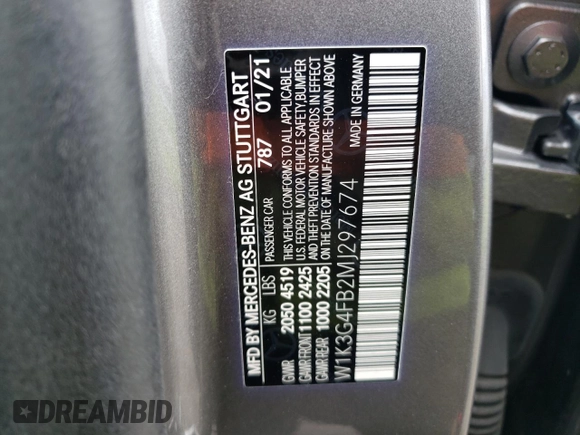 MFD BY MERCEDES-BENZ AG STUTTGART
787 01/21
PASSENGER CAR
KG LBS
GVWR 2050 4519
GAWR FRONT 1100 2425
GAWR REAR 1000 2205
THIS VEHICLE CONFORMS TO ALL APPLICABLE
U.S. FEDERAL MOTOR VEHICLE SAFETY, BUMPER
AND THEFT PREVENTION STANDARDS IN EFFECT
ON THE DATE OF MANUFACTURE SHOWN ABOVE
MADE IN GERMANY
W1K3G4FB2MJ297674
DREAMBID